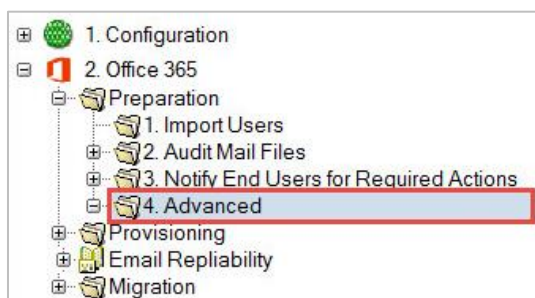 1. Configuration
2. Office 365
Preparation
1. Import Users
2. Audit Mail Files
3. Notify End Users for Required Actions
4. Advanced
Provisioning
Email Repliability
Migration